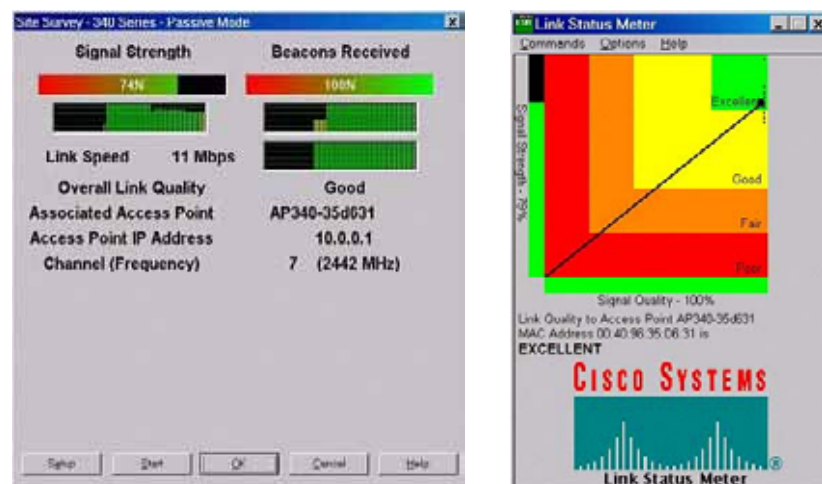 Site Survey - 340 Series - Passive Mode
Signal Strength
Beacons Received
74%
100%
Link Speed 11 Mbps
Overall Link Quality Good
Associated Access Point AP340-35d631
Access Point IP Address 10.0.0.1
Channel (Frequency) 7 (2442 MHz)
Setup
Start
OK
Cancel
Help
Link Status Meter
Commands Options Help
Excellent
Good
Fair
Poor
Signal Strength - 79%
Signal Quality - 100%
Link Quality to Access Point AP340-35d631
MAC Address 00:40:96:35:D6:31 is
EXCELLENT
CISCO SYSTEMS
®
Link Status Meter